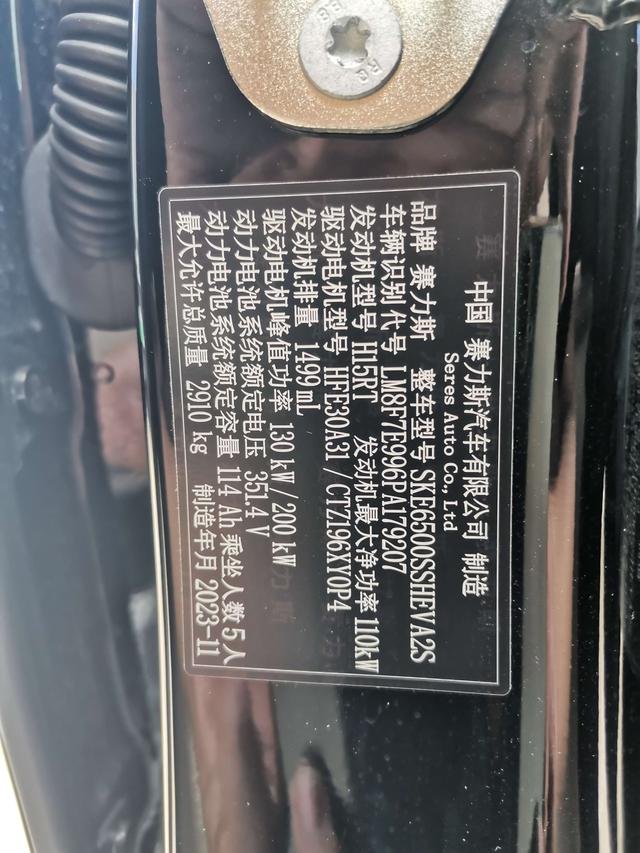 中国 赛力斯汽车有限公司 制造
Seres Auto Co., Ltd
品牌 赛力斯 整车型号 SKE6500SSHEVA2S
车辆识别代号 LM8F7E996PA179207
发动机型号 H15RT 发动机最大净功率 110kW
驱动电机型号 HFE30A31 / CTZ196XY0P4
发动机排量 1499 mL
驱动电机峰值功率 130 kW / 200 kW
动力电池系统额定电压 351.4 V
动力电池系统额定容量 114 Ah 乘坐人数 5 人
最大允许总质量 2910 kg 制造年月 2023-11